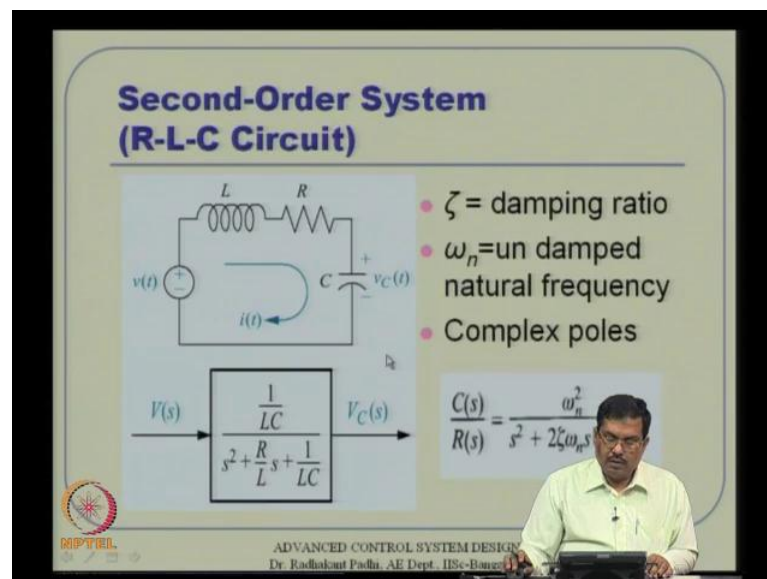 Second-Order System
(R-L-C Circuit)
L R
v(t) + − C + − vC(t)
i(t)
V(s) 1/LC / s² + R/L s + 1/LC VC(s)
ζ = damping ratio
ωn=un damped
natural frequency
Complex poles
C(s)/R(s) = ωn² / s² + 2ζωns
NPTEL
ADVANCED CONTROL SYSTEM DESIGN
Dr. Radhakant Padhi, AE Dept., IISc-Bang